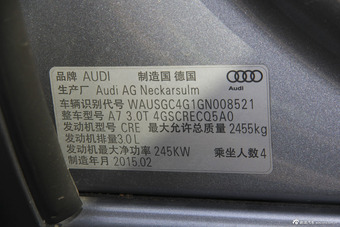 品牌 AUDI 制造国 德国
生产厂 Audi AG Neckarsulm
Audi
车辆识别代号 WAUSGC4G1GN008521
整车型号 A7 3.0T 4GSCRECQ5A0
发动机型号 CRE 最大允许总质量 2455kg
发动机排量3.0L
发动机最大净功率 245KW 乘坐人数4
制造年月 2015.02